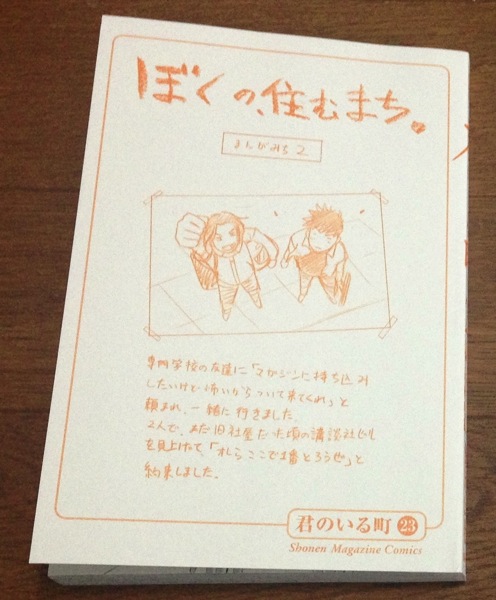 ぼくの、住むまち。
まんがみち2
専門学校の友達に「マガジンに持ち込み
したいけど怖いからついて来てくれ」と
頼まれ、一緒に行きました。
2人で、まだ旧社屋だった頃の講談社ビル
を見上げて、「オレらここで1番とろうぜ」と
約束しました。
君のいる町 23
Shonen Magazine Comics